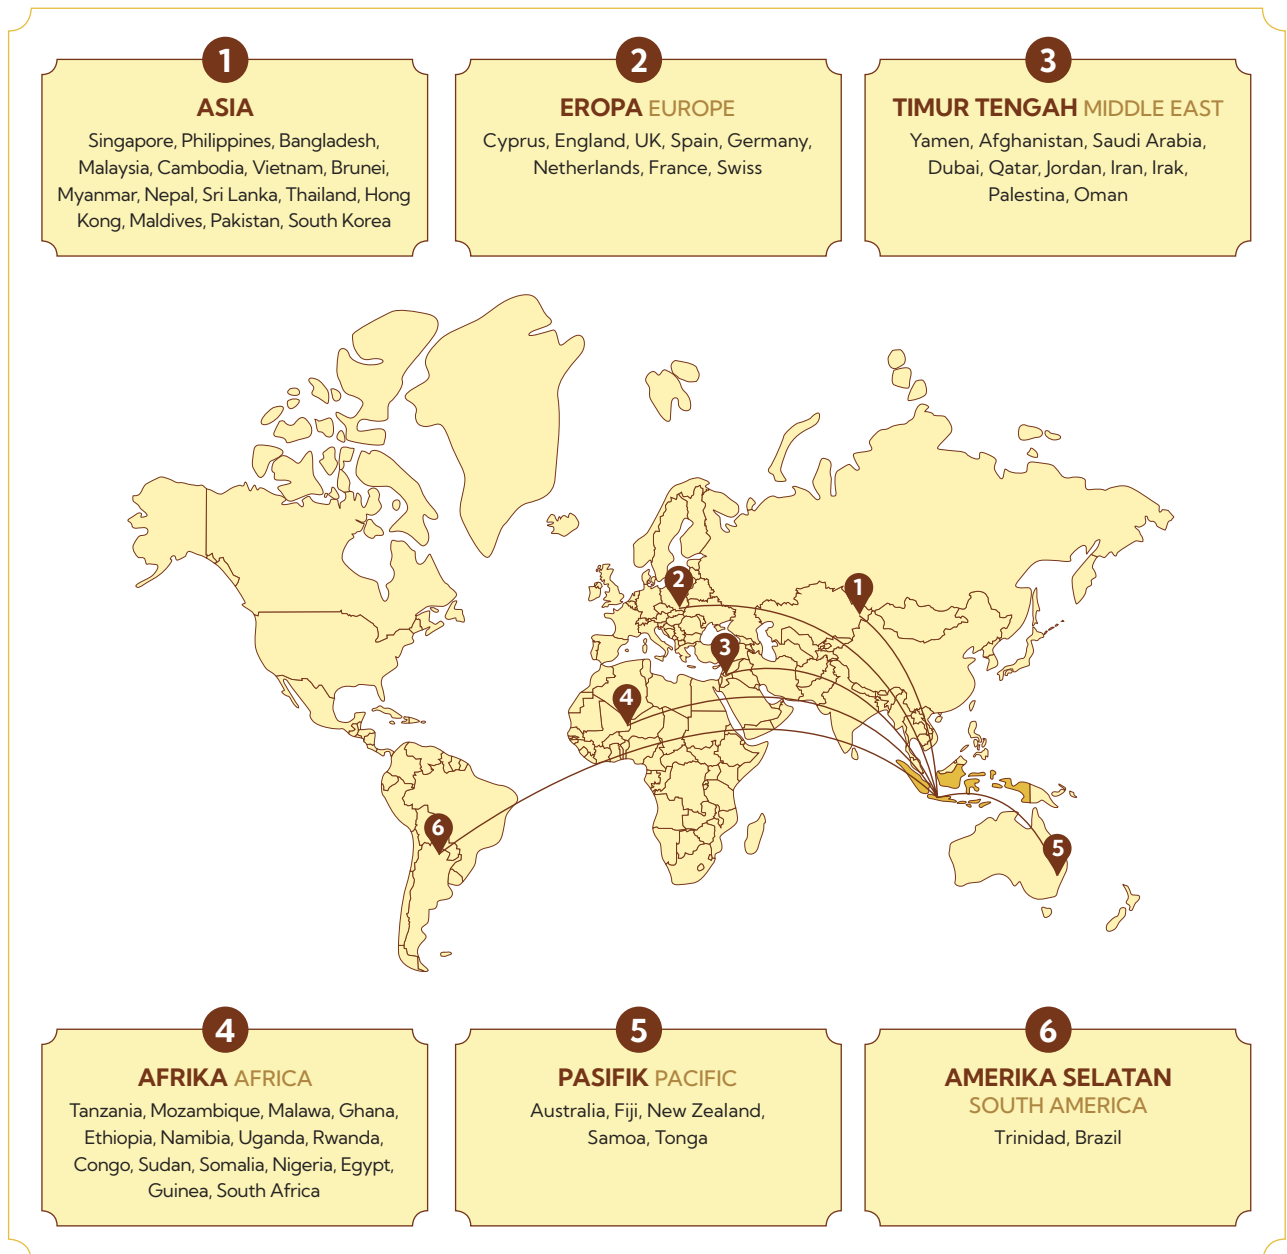 1
ASIA
Singapore, Philippines, Bangladesh,
Malaysia, Cambodia, Vietnam, Brunei,
Myanmar, Nepal, Sri Lanka, Thailand, Hong
Kong, Maldives, Pakistan, South Korea
2
EROPA EUROPE
Cyprus, England, UK, Spain, Germany,
Netherlands, France, Swiss
3
TIMUR TENGAH MIDDLE EAST
Yamen, Afghanistan, Saudi Arabia,
Dubai, Qatar, Jordan, Iran, Irak,
Palestina, Oman
2
1
3
4
6
5
4
AFRIKA AFRICA
Tanzania, Mozambique, Malawa, Ghana,
Ethiopia, Namibia, Uganda, Rwanda,
Congo, Sudan, Somalia, Nigeria, Egypt,
Guinea, South Africa
5
PASIFIK PACIFIC
Australia, Fiji, New Zealand,
Samoa, Tonga
6
AMERIKA SELATAN
SOUTH AMERICA
Trinidad, Brazil